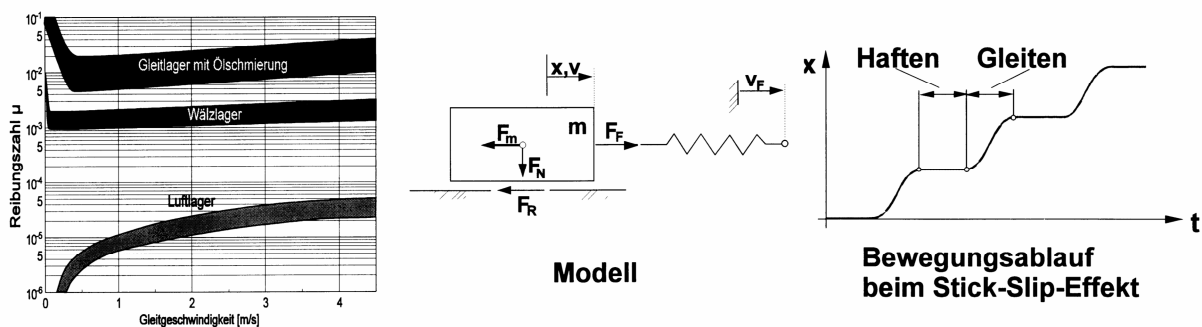 Reibungszahl μ
10⁻¹
5
10⁻²
5
10⁻³
5
10⁻⁴
5
10⁻⁵
5
10⁻⁶
Gleitlager mit Ölschmierung
Wälzlager
Luftlager
0 1 2 3 4
Gleitgeschwindigkeit [m/s]
x,v
v_F
m
F_m
F_F
F_N
F_R
Modell
x
Haften Gleiten
t
Bewegungsablauf
beim Stick-Slip-Effekt